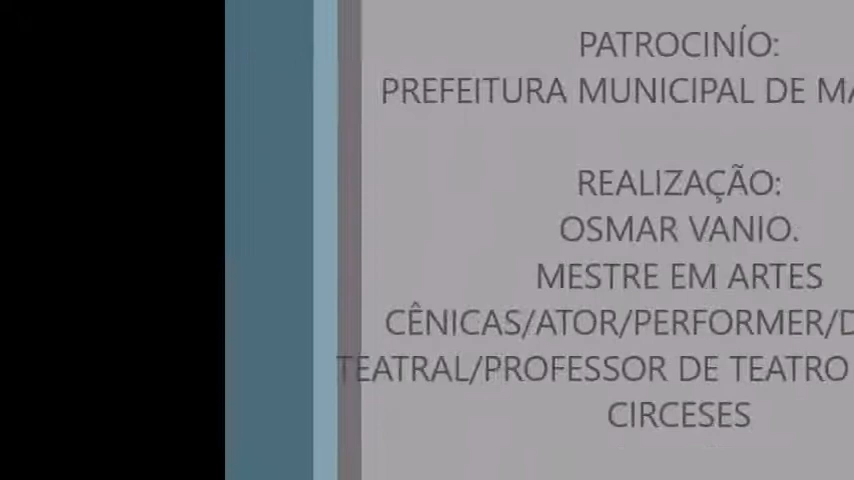 PATROCINÍO:
PREFEITURA MUNICIPAL DE
REALIZAÇÃO:
OSMAR VANIO.
MESTRE EM ARTES
CÊNICAS/ATOR/PERFORMER/
TEATRAL/PROFESSOR DE TEATRO
CIRCESES